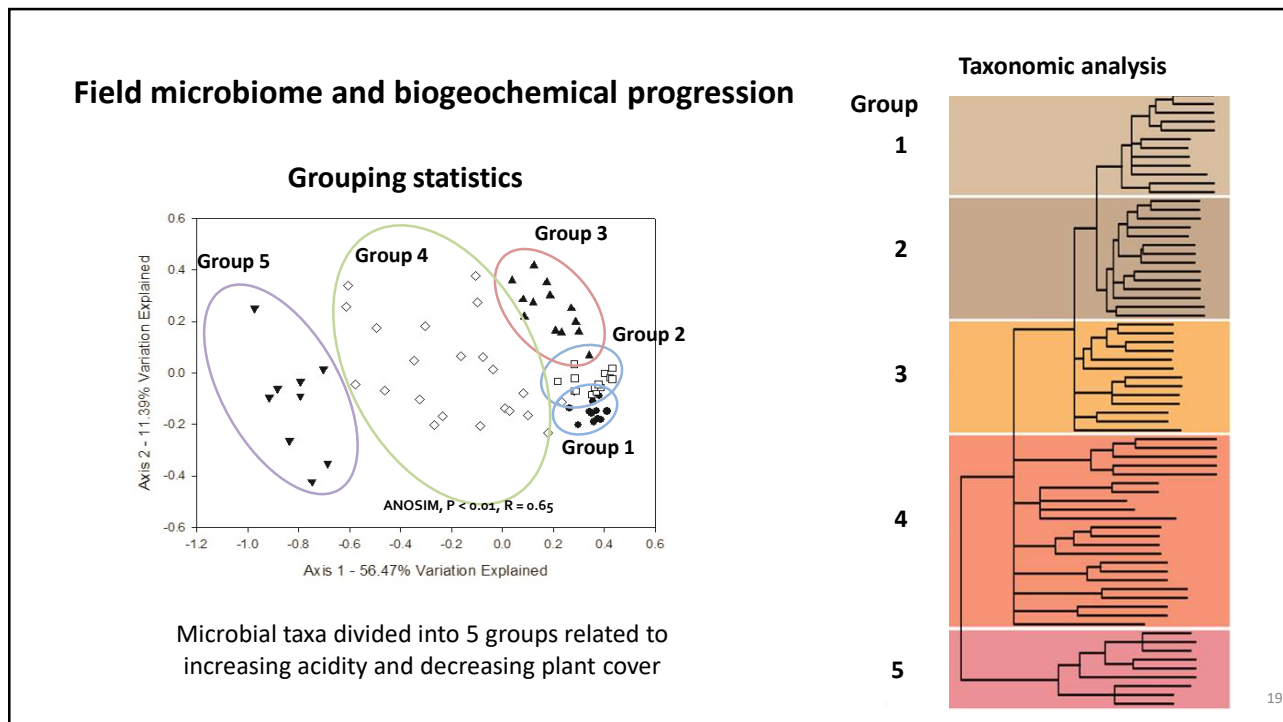 Field microbiome and biogeochemical progression
Grouping statistics
0.6
0.4
0.2
0.0
-0.2
-0.4
-0.6
Axis 2 - 11.39% Variation Explained
Group 5
Group 4
Group 3
Group 2
Group 1
ANOSIM, P < 0.01, R = 0.65
-1.2 -1.0 -0.8 -0.6 -0.4 -0.2 0.0 0.2 0.4 0.6
Axis 1 - 56.47% Variation Explained
Microbial taxa divided into 5 groups related to
increasing acidity and decreasing plant cover
Taxonomic analysis
Group
1
2
3
4
5
19